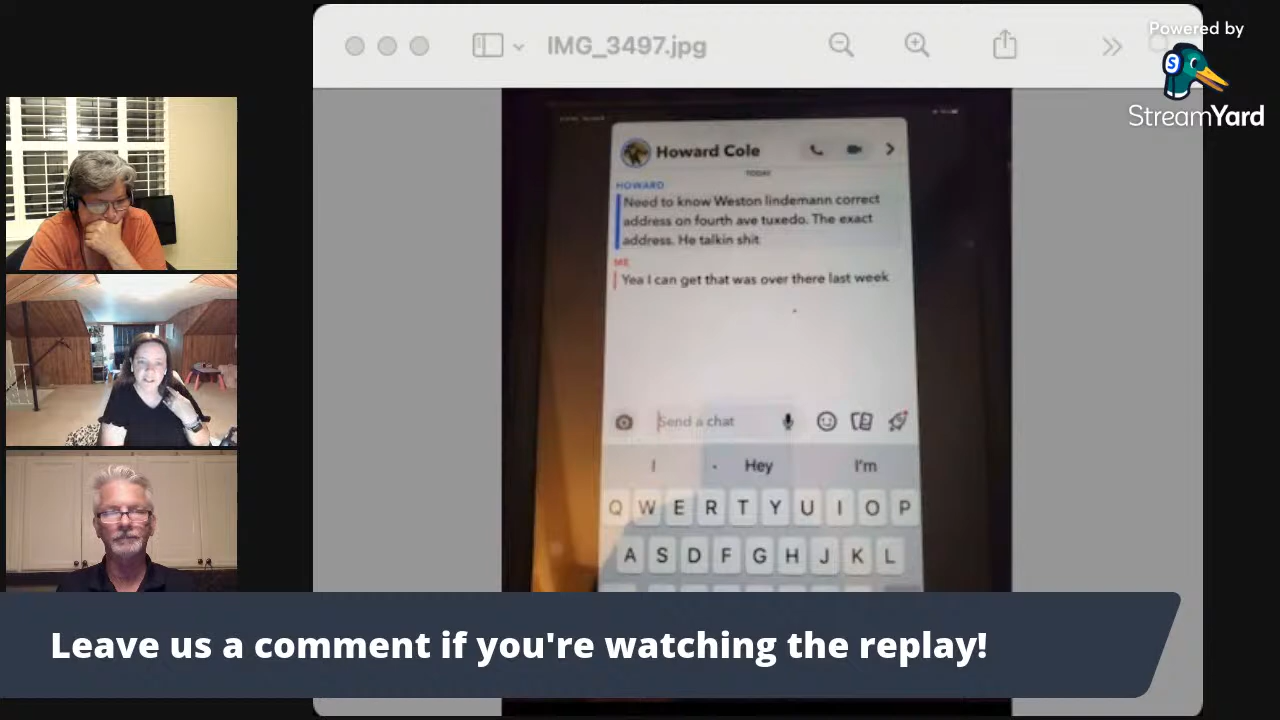 IMG_3497.jpg
Powered by
S
StreamYard
Howard Cole
TODAY
HOWARD
Need to know Weston lindemann correct
address on fourth ave tuxedo. The exact
address. He talkin shit
ME
Yea I can get that was over there last week
Send a chat
I Hey I'm
Q W E R T Y U I O P
A S D F G H J K L
Leave us a comment if you're watching the replay!